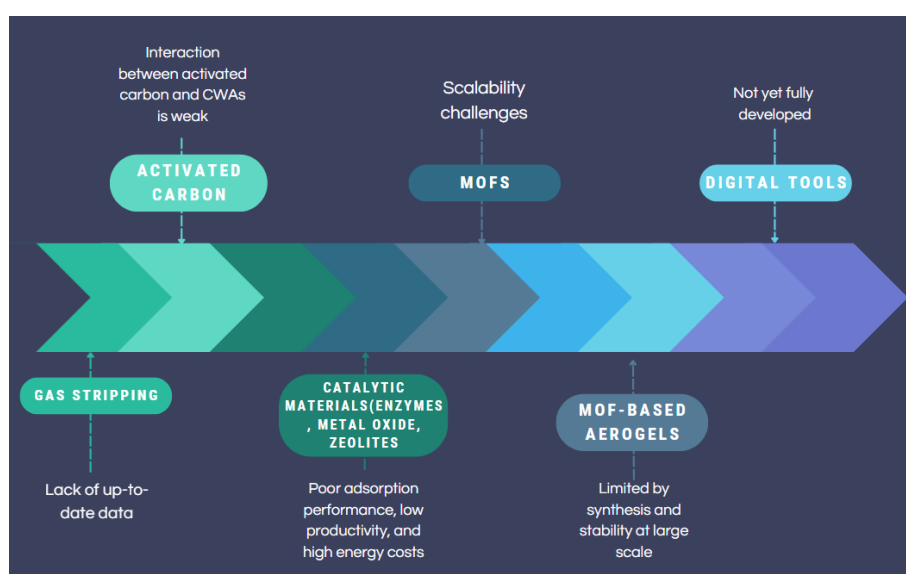 Interaction
between activated
carbon and CWAs
is weak
ACTIVATED
CARBON
Scalability
challenges
MOFS
Not yet fully
developed
DIGITAL TOOLS
GAS STRIPPING
Lack of up-to-
date data
CATALYTIC
MATERIALS(ENZYMES
, METAL OXIDE,
ZEOLITES
Poor adsorption
performance, low
productivity, and
high energy costs
MOF-BASED
AEROGELS
Limited by
synthesis and
stability at large
scale